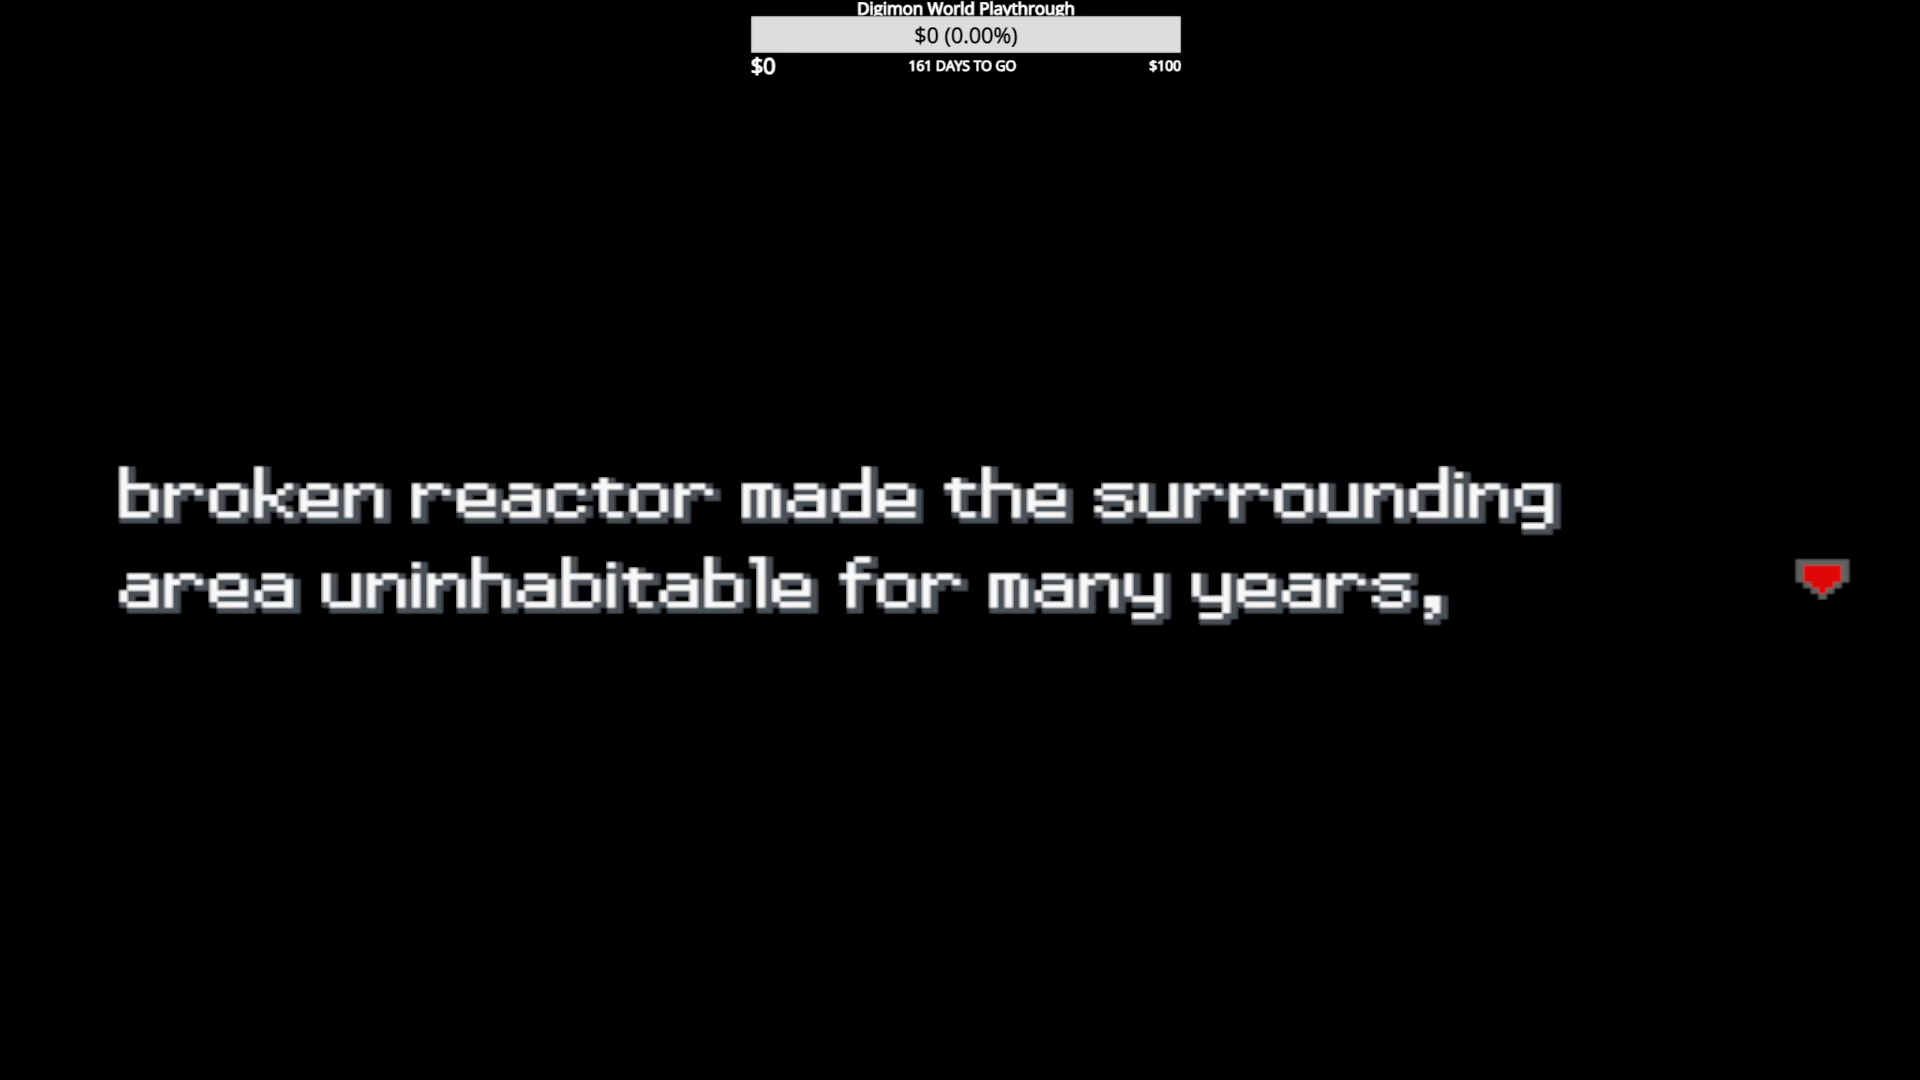 Digimon World Playthrough
$0 (0.00%)
$0 161 DAYS TO GO $100
broken reactor made the surrounding
area uninhabitable for many years,